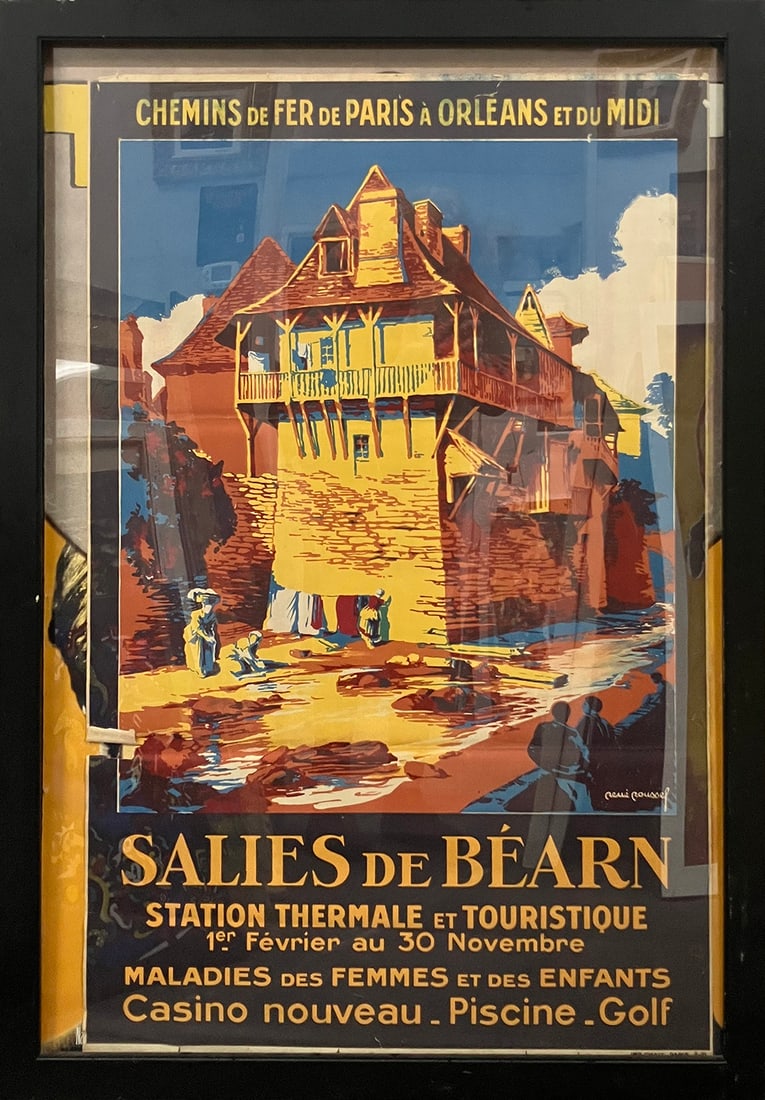 CHEMINS DE FER DE PARIS À ORLÉANS ET DU MIDI
rené roussel
SALIES DE BÉARN
STATION THERMALE ET TOURISTIQUE
1er Février au 30 Novembre
MALADIES DES FEMMES ET DES ENFANTS
Casino nouveau - Piscine - Golf